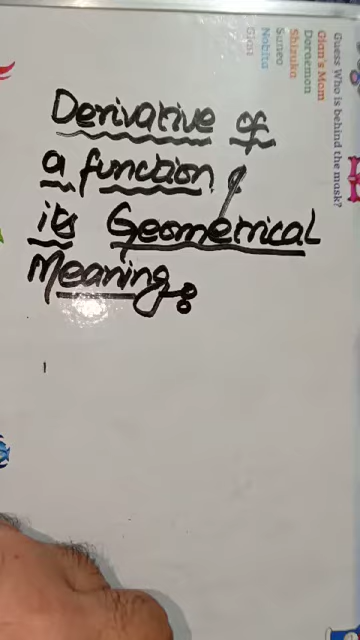 Derivative of
a function &
its Geometrical
Meaning:
Guess Who is behind the mask?
Gian's Mom
Doraemon
Shizuka
Suneo
Nobita
Gian